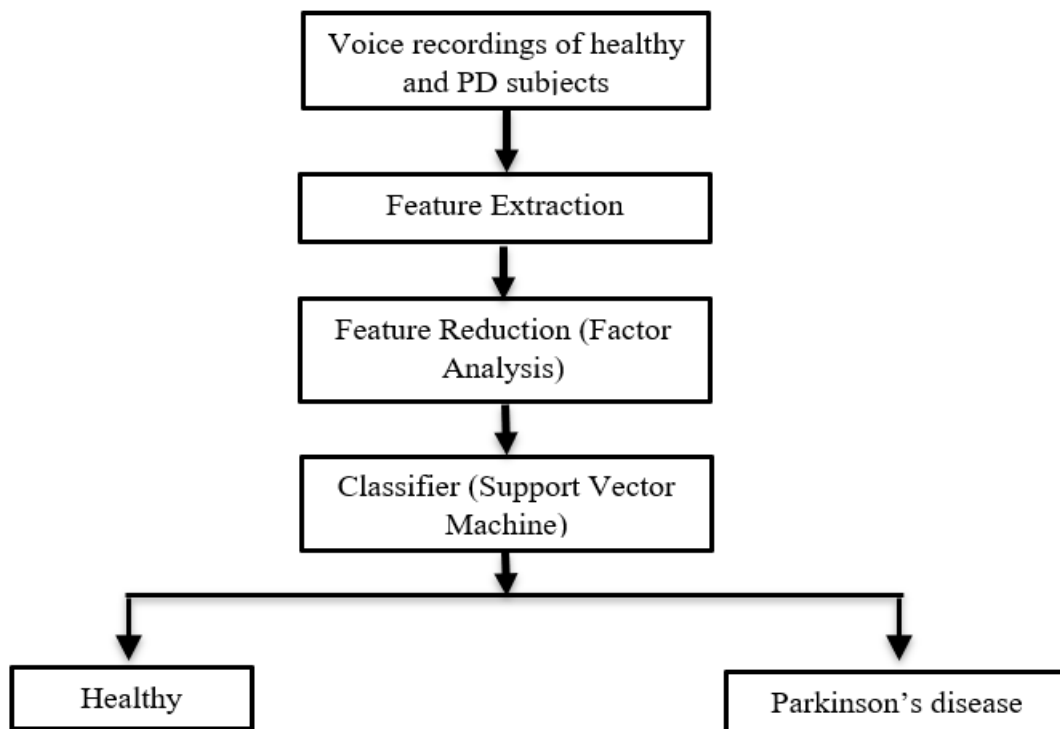 Voice recordings of healthy
and PD subjects
Feature Extraction
Feature Reduction (Factor
Analysis)
Classifier (Support Vector
Machine)
Healthy
Parkinson’s disease